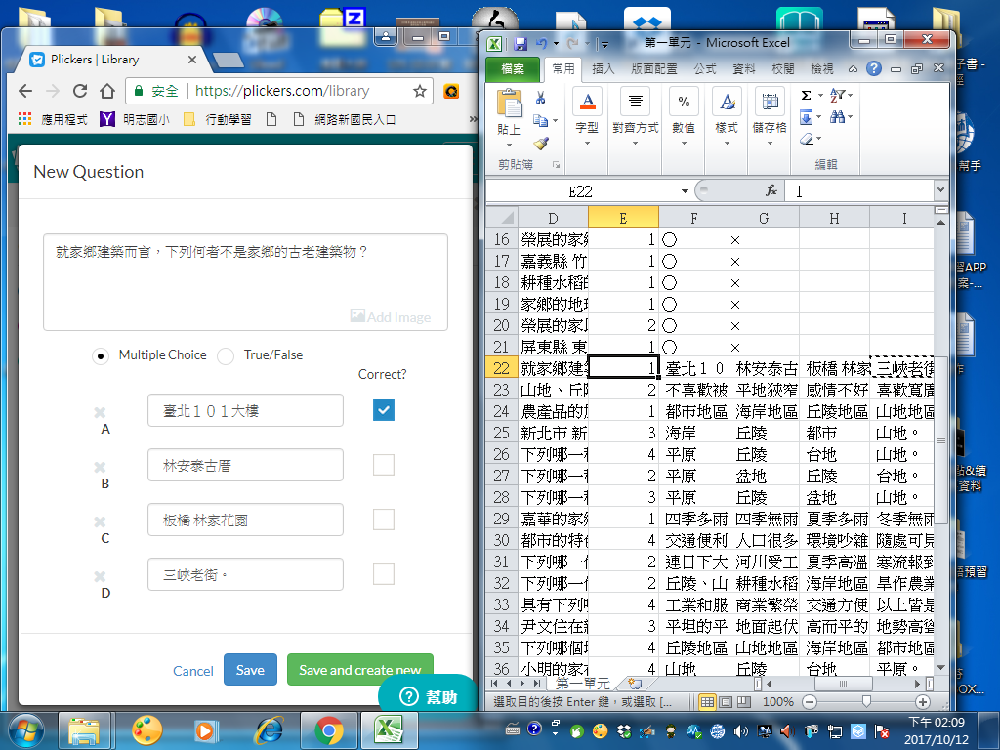 Plickers | Library
安全
https://plickers.com/library
應用程式
明志國小
行動學習
網路新國民入口
New Question
就家鄉建築而言，下列何者不是家鄉的古老建築物？
Add Image
Multiple Choice
True/False
Correct?
臺北１０１大樓
A
林安泰古厝
B
板橋 林家花園
C
三峽老街。
D
Cancel
Save
Save and create new
幫助
第一單元 - Microsoft Excel
檔案
常用
插入
版面配置
公式
資料
校閱
檢視
貼上
字型
對齊方式
數值
樣式
儲存格
剪貼簿
編輯
E22
fx
1
D E F G H I
16 榮展的家 1 ○ ×
17 嘉義縣 竹 1 ○ ×
18 耕種水稻的 1 ○ ×
19 家鄉的地 1 ○ ×
20 榮展的家 2 ○ ×
21 屏東縣 東 1 ○ ×
22 就家鄉建 1 臺北１０ 林安泰古 板橋 林家 三峽老街
23 山地、丘 2 不喜歡被 平地狹窄 感情不好 喜歡寬廣
24 農產品的 1 都市地區 海岸地區 丘陵地區 山地地區
25 新北市 新 3 海岸 丘陵 都市 山地。
26 下列哪一 4 平原 丘陵 台地 山地。
27 下列哪一 2 平原 盆地 丘陵 台地。
28 下列哪一 3 平原 丘陵 盆地 山地。
29 嘉華的家 1 四季多雨 四季無雨 夏季多雨 冬季無雨
30 都市的特 4 交通便利 人口很多 環境吵雜 隨處可見
31 下列哪一 2 連日下大 河川受工 夏季高溫 寒流報到
32 下列哪一 2 丘陵、山 耕種水稻 海岸地區 旱作農業
33 具有下列 4 工業和服 商業繁榮 交通方便 以上皆是
34 尹文住在 3 平坦的平 地面起伏 高而平的 地勢高
35 下列哪個 4 丘陵地區 山地地區 海岸地區 都市地區
36 小明的家 4 山地 丘陵 台地 平原。
第一單元
選取目的後按 Enter 鍵，或選取 [...
100%
下午 02:09
2017/10/12